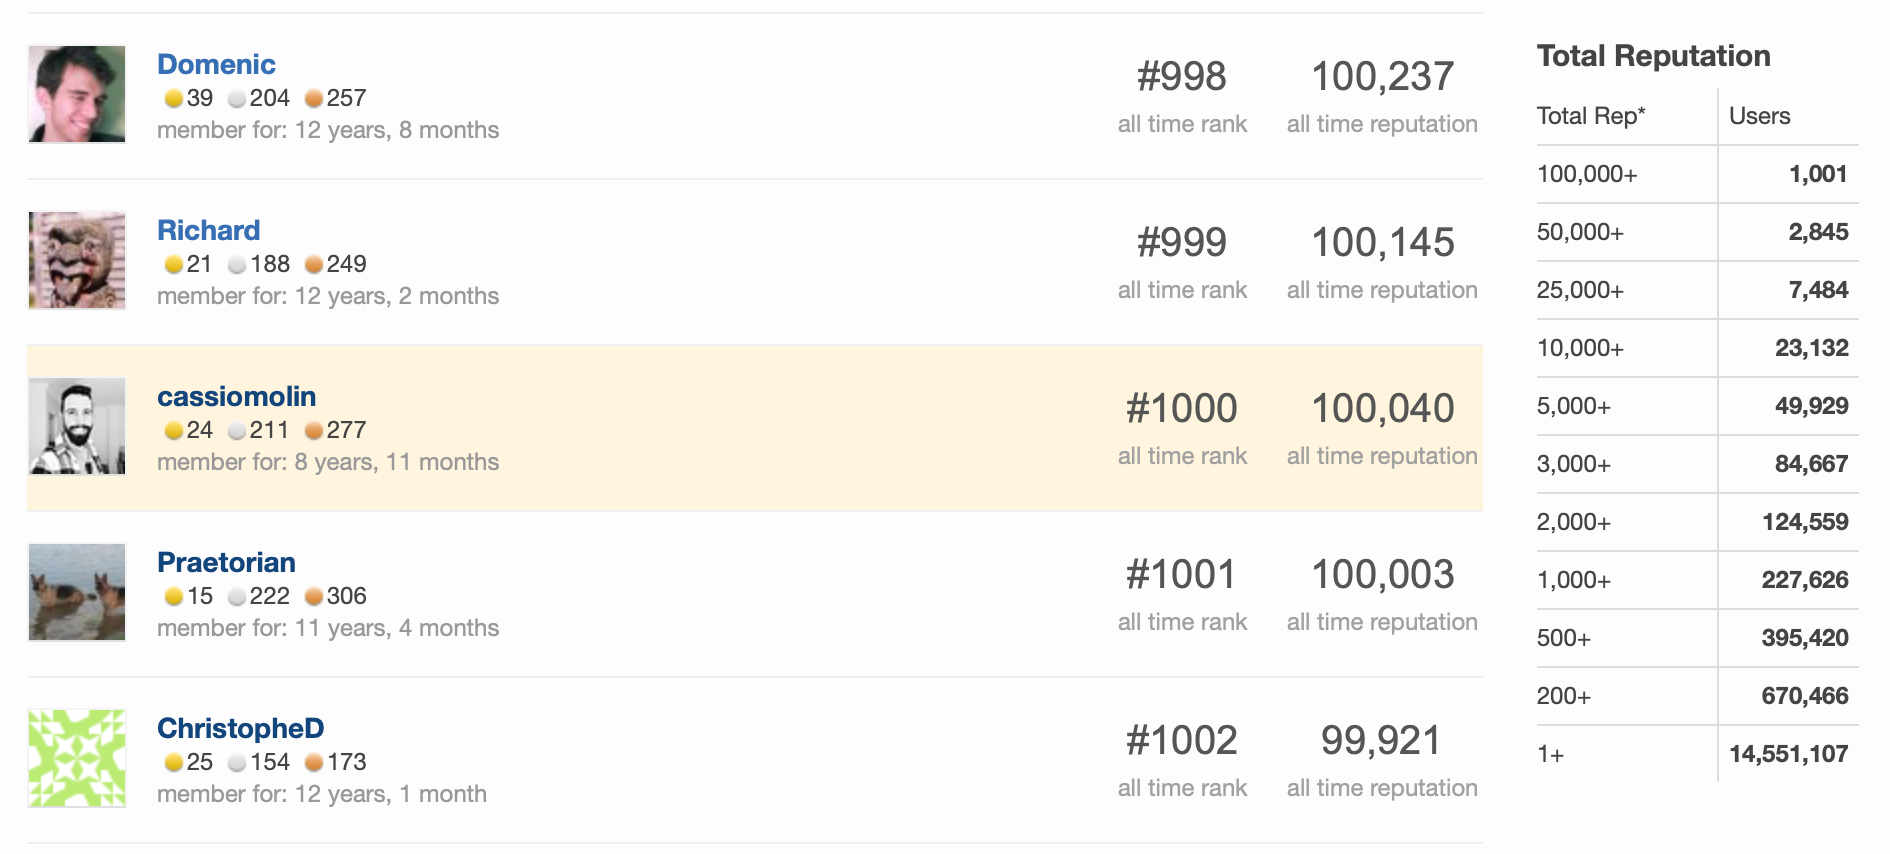 Domenic
39 204 257
member for: 12 years, 8 months
#998
all time rank
100,237
all time reputation
Richard
21 188 249
member for: 12 years, 2 months
#999
all time rank
100,145
all time reputation
cassiomolin
24 211 277
member for: 8 years, 11 months
#1000
all time rank
100,040
all time reputation
Praetorian
15 222 306
member for: 11 years, 4 months
#1001
all time rank
100,003
all time reputation
ChristopheD
25 154 173
member for: 12 years, 1 month
#1002
all time rank
99,921
all time reputation
Total Reputation
Total Rep* Users
100,000+ 1,001
50,000+ 2,845
25,000+ 7,484
10,000+ 23,132
5,000+ 49,929
3,000+ 84,667
2,000+ 124,559
1,000+ 227,626
500+ 395,420
200+ 670,466
1+ 14,551,107